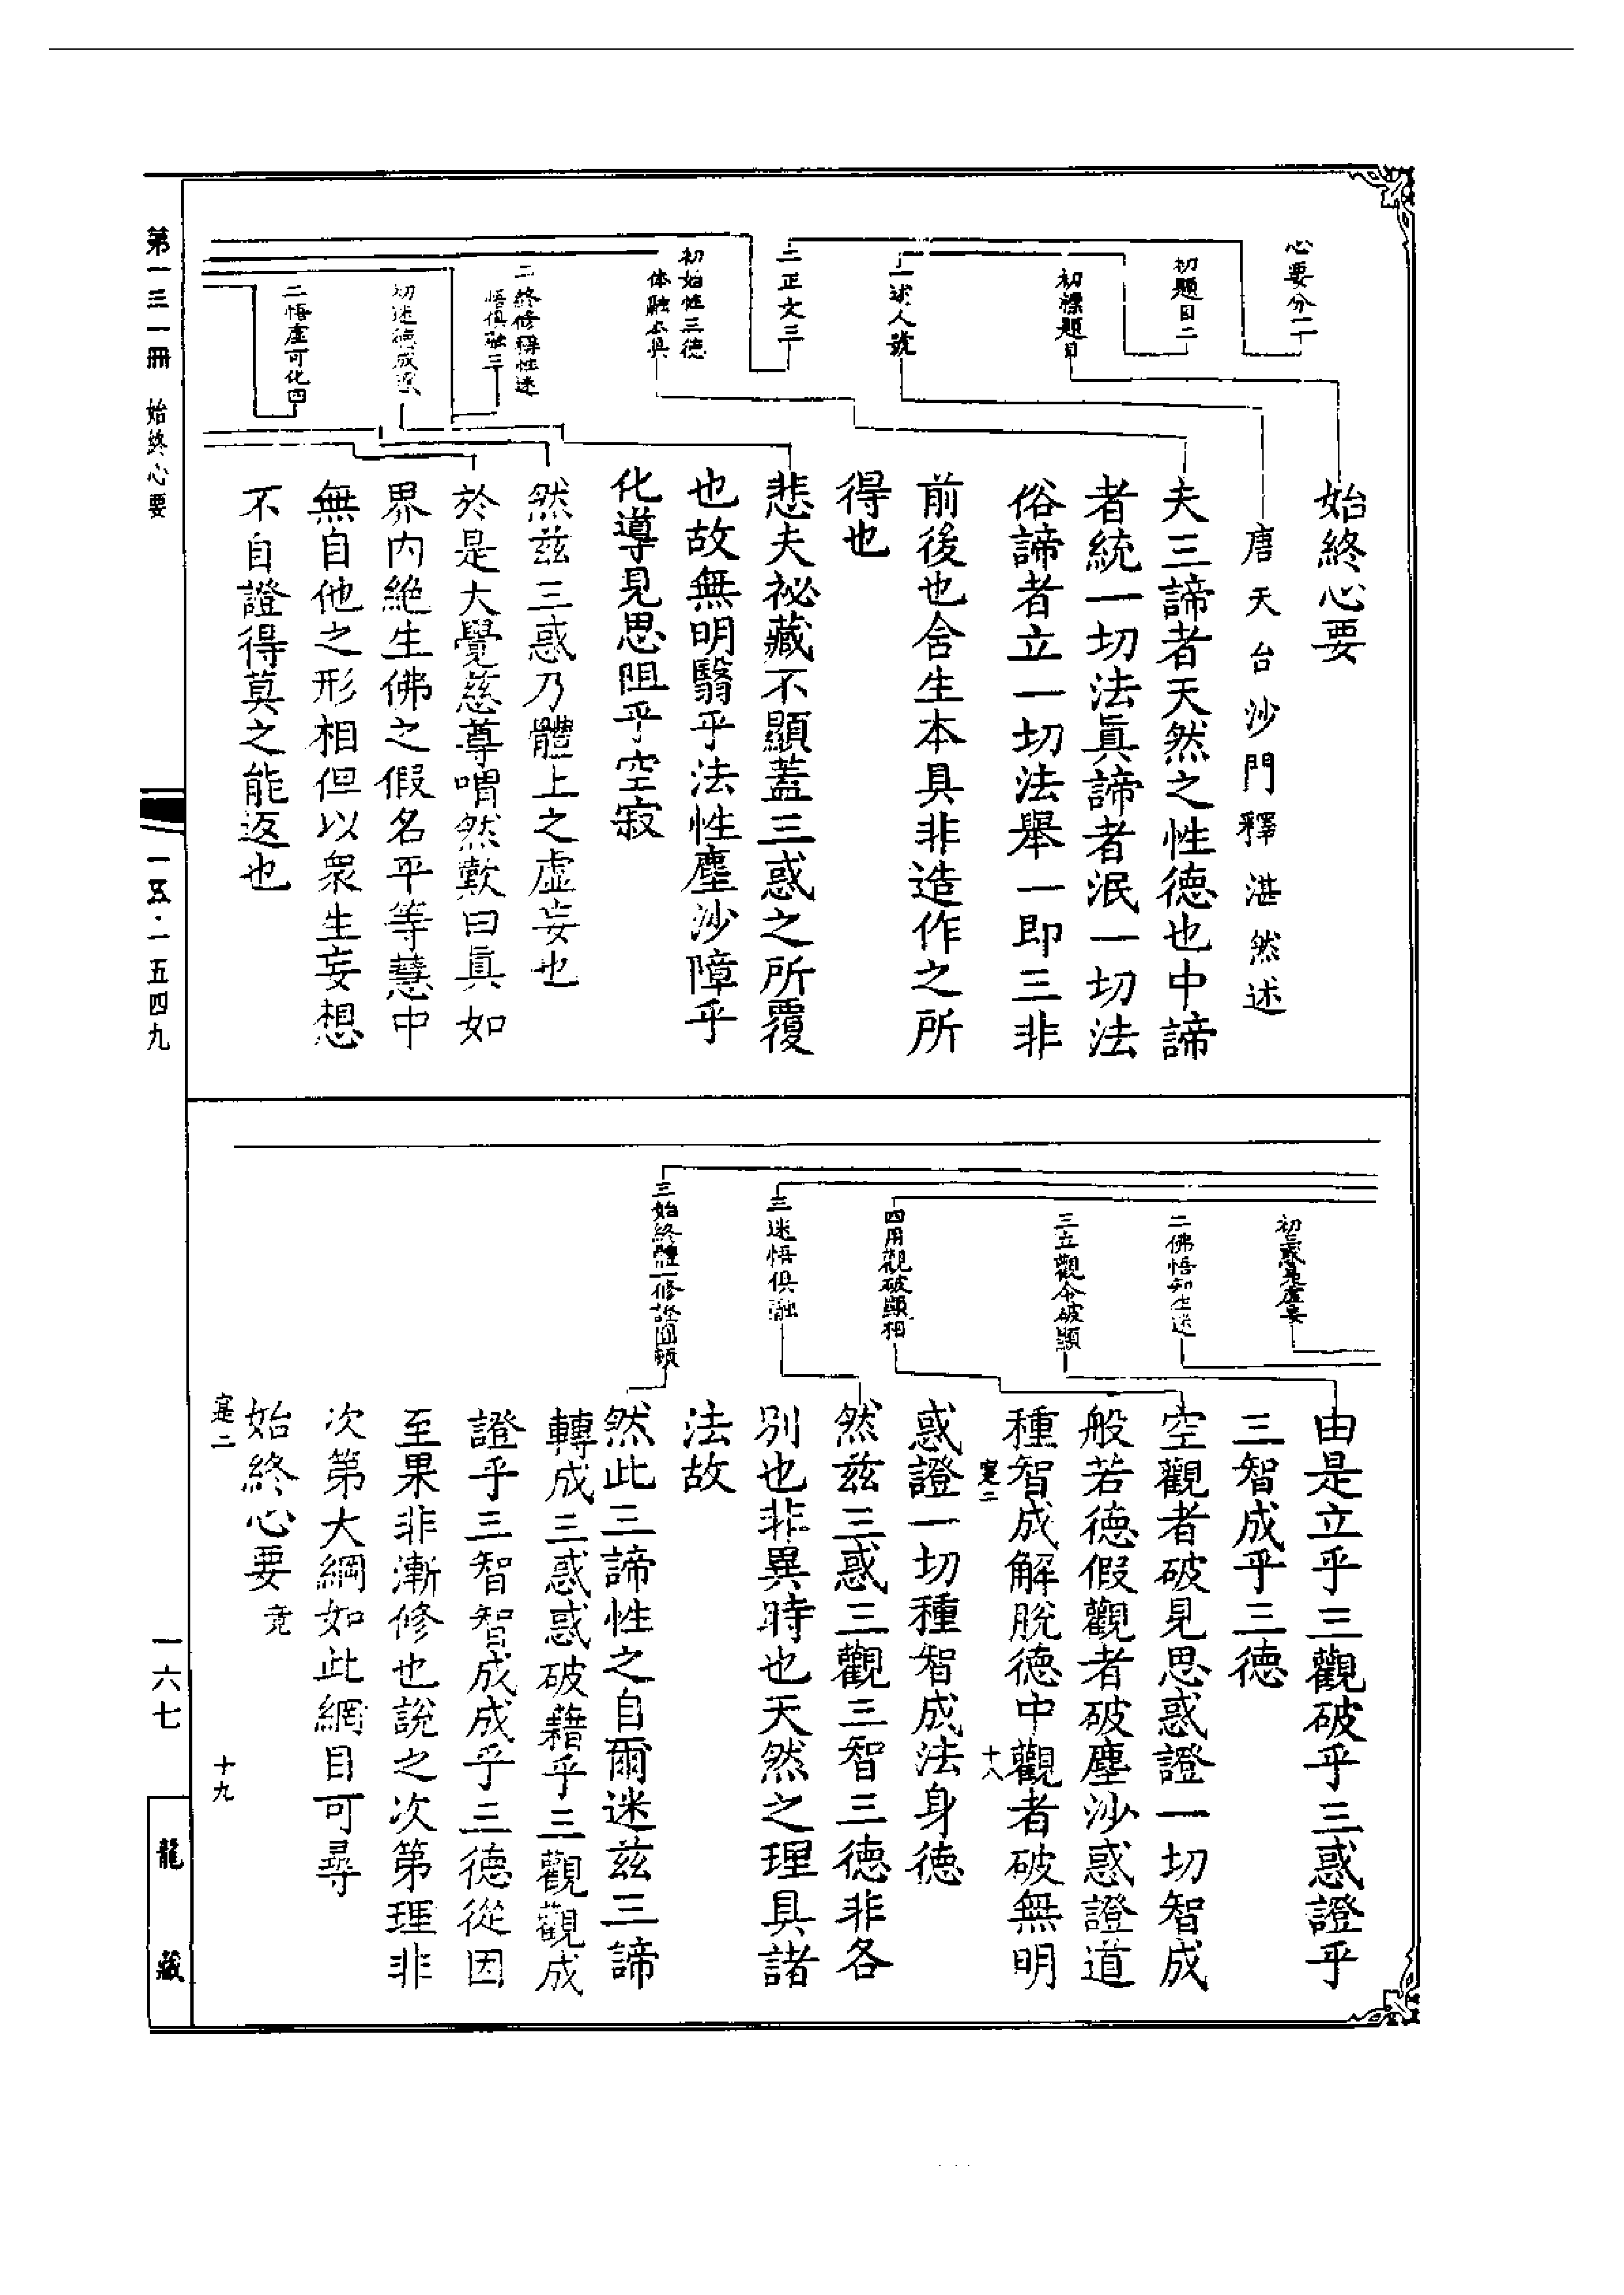 心要分二
初題目二
初標題目
二述人號
二正文三
初始性三德
体融本具
二終修得性迷
悟俱融三
初迷德成惑
二悟虛可化四
始終心要
唐天台沙門釋湛然述
夫三諦者天然之性德也中諦
者統一切法眞諦者泯一切法
俗諦者立一切法舉一即三非
前後也含生本具非造作之所
得也
悲夫祕藏不顯蓋三惑之所覆
也故無明翳乎法性塵沙障乎
化導見思阻乎空寂
然茲三惑乃體上之虛妄也
於是大覺慈尊喟然歎曰眞如
界內絶生佛之假名平等慧中
無自他之形相但以衆生妄想
不自證得莫之能返也
第一三一冊 始終心要
一五·一五四九
初三惑是虛妄
二佛悟知生迷
三立觀令破顯
四用觀破顯相
三迷悟俱融
三始終體一修證圓頓
由是立乎三觀破乎三惑證乎
三智成乎三德
空觀者破見思惑證一切智成
般若德假觀者破塵沙惑證道
種智成解脫德中觀者破無明
寔二 十八
惑證一切種智成法身德
然茲三惑三觀三智三德非各
別也非異時也天然之理具諸
法故
然此三諦性之自爾迷茲三諦
轉成三惑惑破藉乎三觀觀成
證乎三智智成成乎三德從因
至果非漸修也說之次第理非
次第大綱如此網目可尋
始終心要 竟
寔二 十九
一六七
龍藏